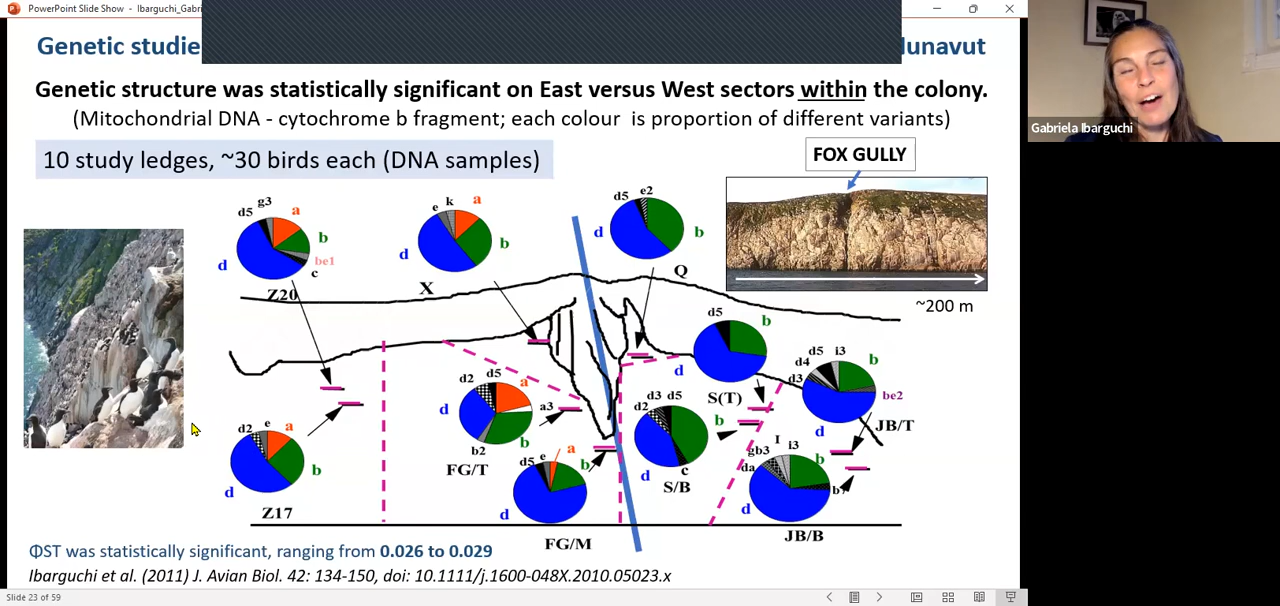 PowerPoint Slide Show - Ibarguchi_Gabri
Genetic studie
unavut
Genetic structure was statistically significant on East versus West sectors within the colony.
(Mitochondrial DNA - cytochrome b fragment; each colour is proportion of different variants)
Gabriela Ibarguchi
10 study ledges, ~30 birds each (DNA samples)
FOX GULLY
d5 g3 a b be1 c d
Z20
e k a b d
X
d5 e2 b d
Q
~200 m
d5 b d
S(T)
d5 i3 d4 d3 b be2 d
JB/T
d2 d5 a a3 b b2 d
FG/T
d3 d5 d2 b c d
S/B
d2 e a b d
Z17
d5 e a b d
FG/M
I i3 gb3 da b d
JB/B
ΦST was statistically significant, ranging from 0.026 to 0.029
Ibarguchi et al. (2011) J. Avian Biol. 42: 134-150, doi: 10.1111/j.1600-048X.2010.05023.x
Slide 23 of 59